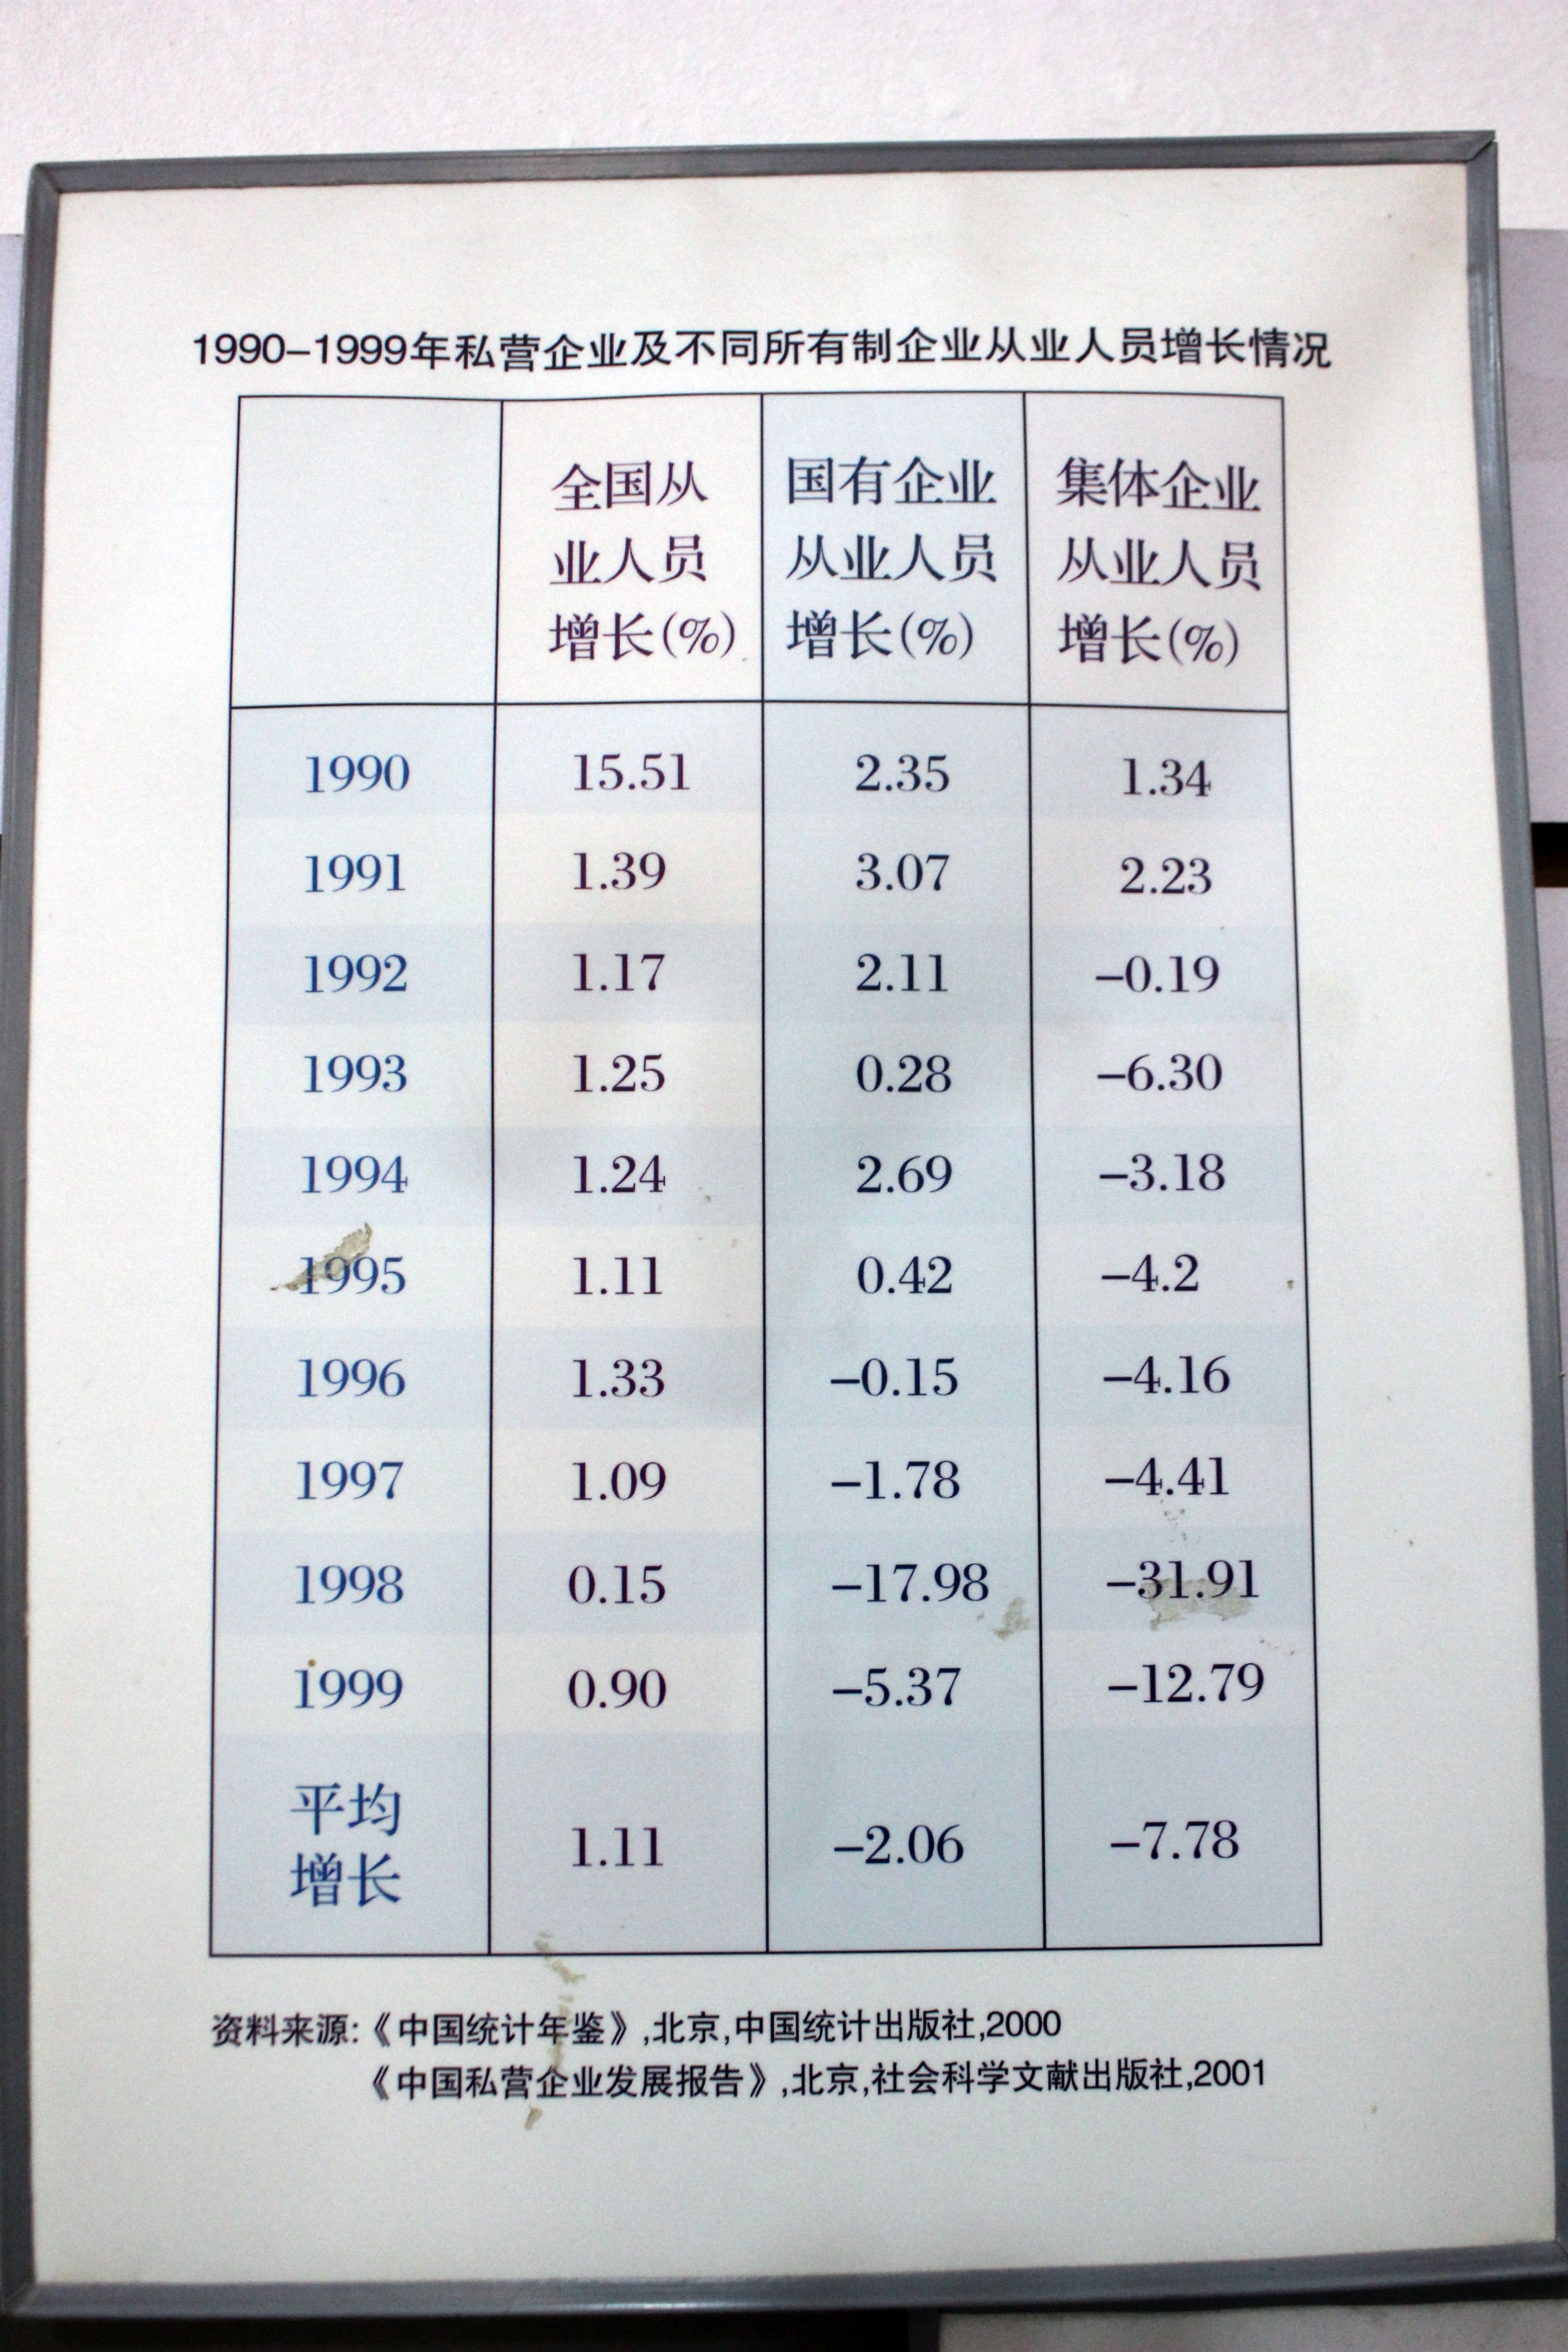 1990–1999年私营企业及不同所有制企业从业人员增长情况
全国从 国有企业 集体企业
业人员 从业人员 从业人员
增长(%) 增长(%) 增长(%)
1990 15.51 2.35 1.34
1991 1.39 3.07 2.23
1992 1.17 2.11 –0.19
1993 1.25 0.28 –6.30
1994 1.24 2.69 –3.18
1995 1.11 0.42 –4.2
1996 1.33 –0.15 –4.16
1997 1.09 –1.78 –4.41
1998 0.15 –17.98 –31.91
1999 0.90 –5.37 –12.79
平均
增长 1.11 –2.06 –7.78
资料来源:《中国统计年鉴》,北京,中国统计出版社,2000
《中国私营企业发展报告》,北京,社会科学文献出版社,2001